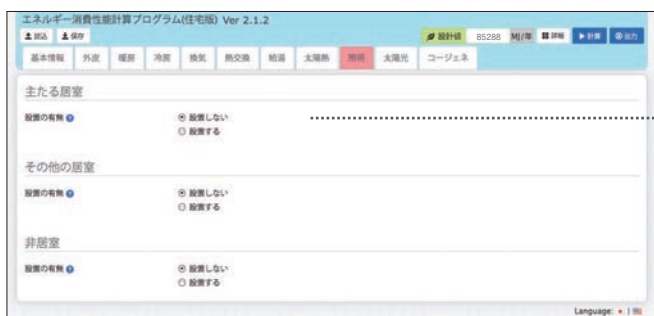 エネルギー消費性能計算プログラム(住宅版) Ver 2.1.2
読込 保存 設計値 85288 MJ/年 詳細 計算 出力
基本情報 外皮 暖房 冷房 換気 熱交換 給湯 太陽熱 照明 太陽光 コージェネ
主たる居室
設置の有無 設置しない
設置する
その他の居室
設置の有無 設置しない
設置する
非居室
設置の有無 設置しない
設置する
Language: |